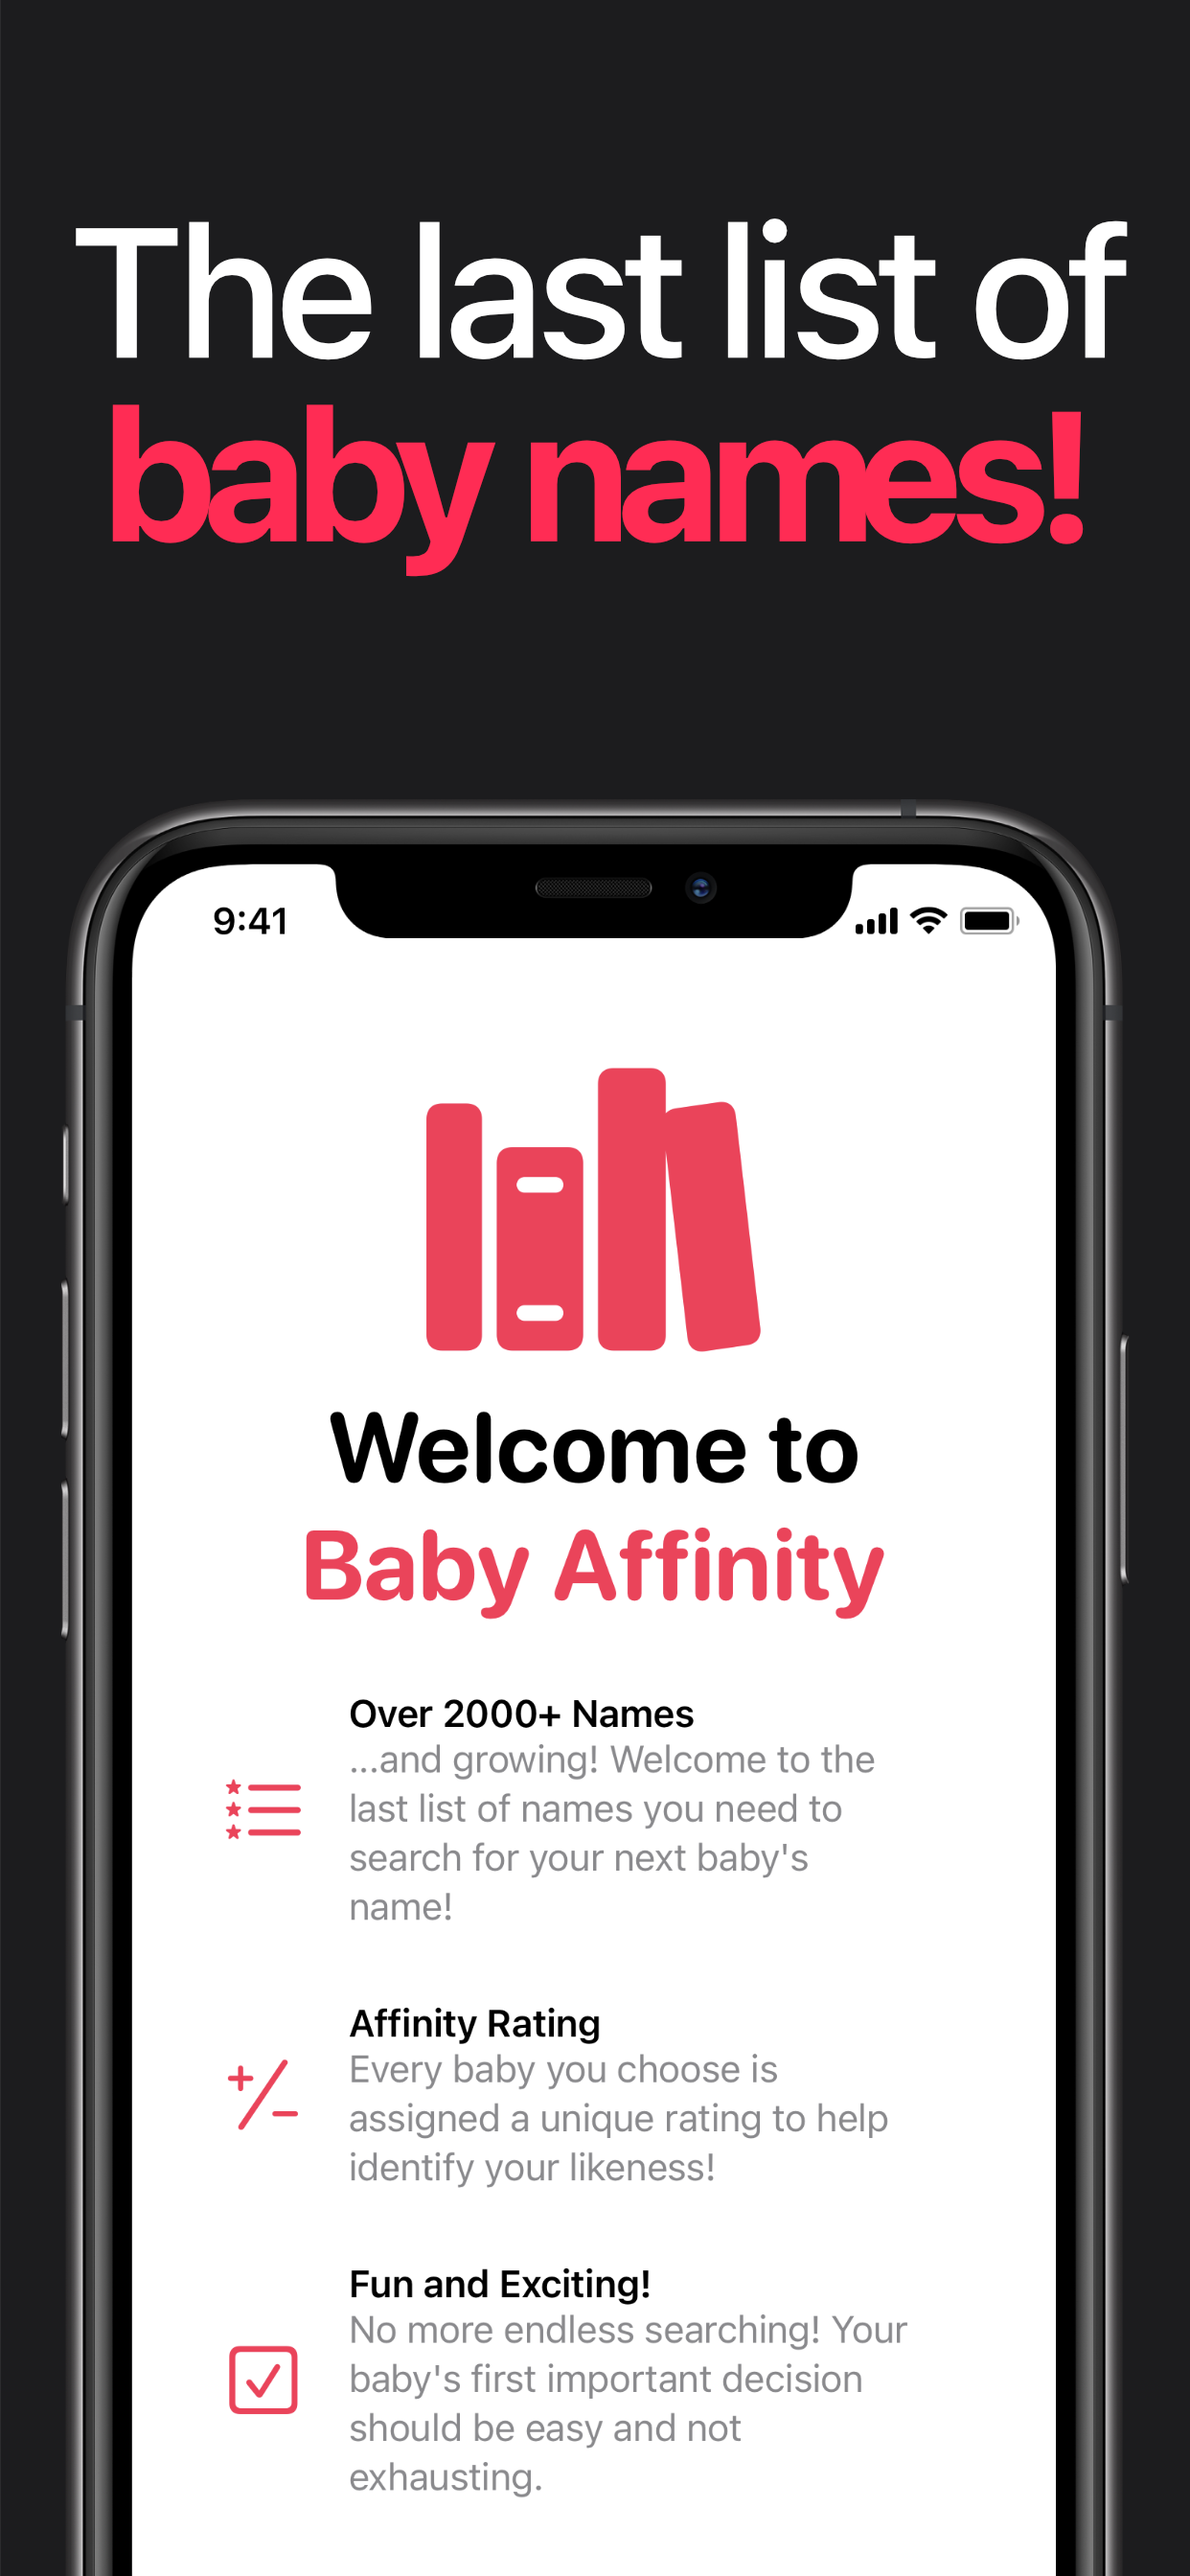 The last list of
baby names!
9:41
Welcome to
Baby Affinity
Over 2000+ Names
...and growing! Welcome to the
last list of names you need to
search for your next baby's
name!
Affinity Rating
Every baby you choose is
assigned a unique rating to help
identify your likeness!
Fun and Exciting!
No more endless searching! Your
baby's first important decision
should be easy and not
exhausting.